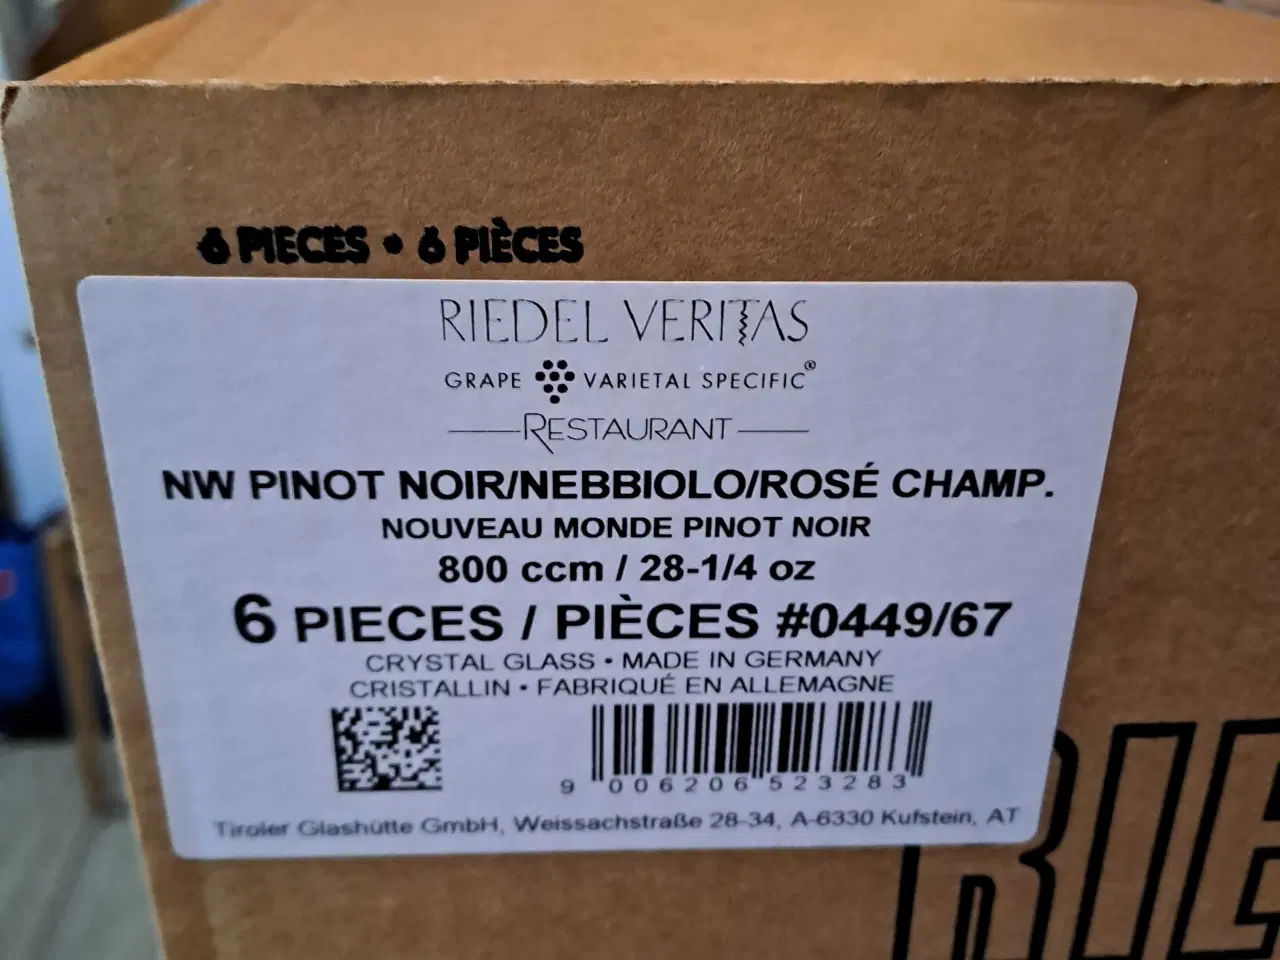 6 PIECES • 6 PIÈCES
RIEDEL VERITAS
GRAPE VARIETAL SPECIFIC®
RESTAURANT
NW PINOT NOIR/NEBBIOLO/ROSÉ CHAMP.
NOUVEAU MONDE PINOT NOIR
800 ccm / 28-1/4 oz
6 PIECES / PIÈCES #0449/67
CRYSTAL GLASS • MADE IN GERMANY
CRISTALLIN • FABRIQUÉ EN ALLEMAGNE
9 006206 523283
Tiroler Glashütte GmbH, Weissachstraße 28-34, A-6330 Kufstein, AT
RIE